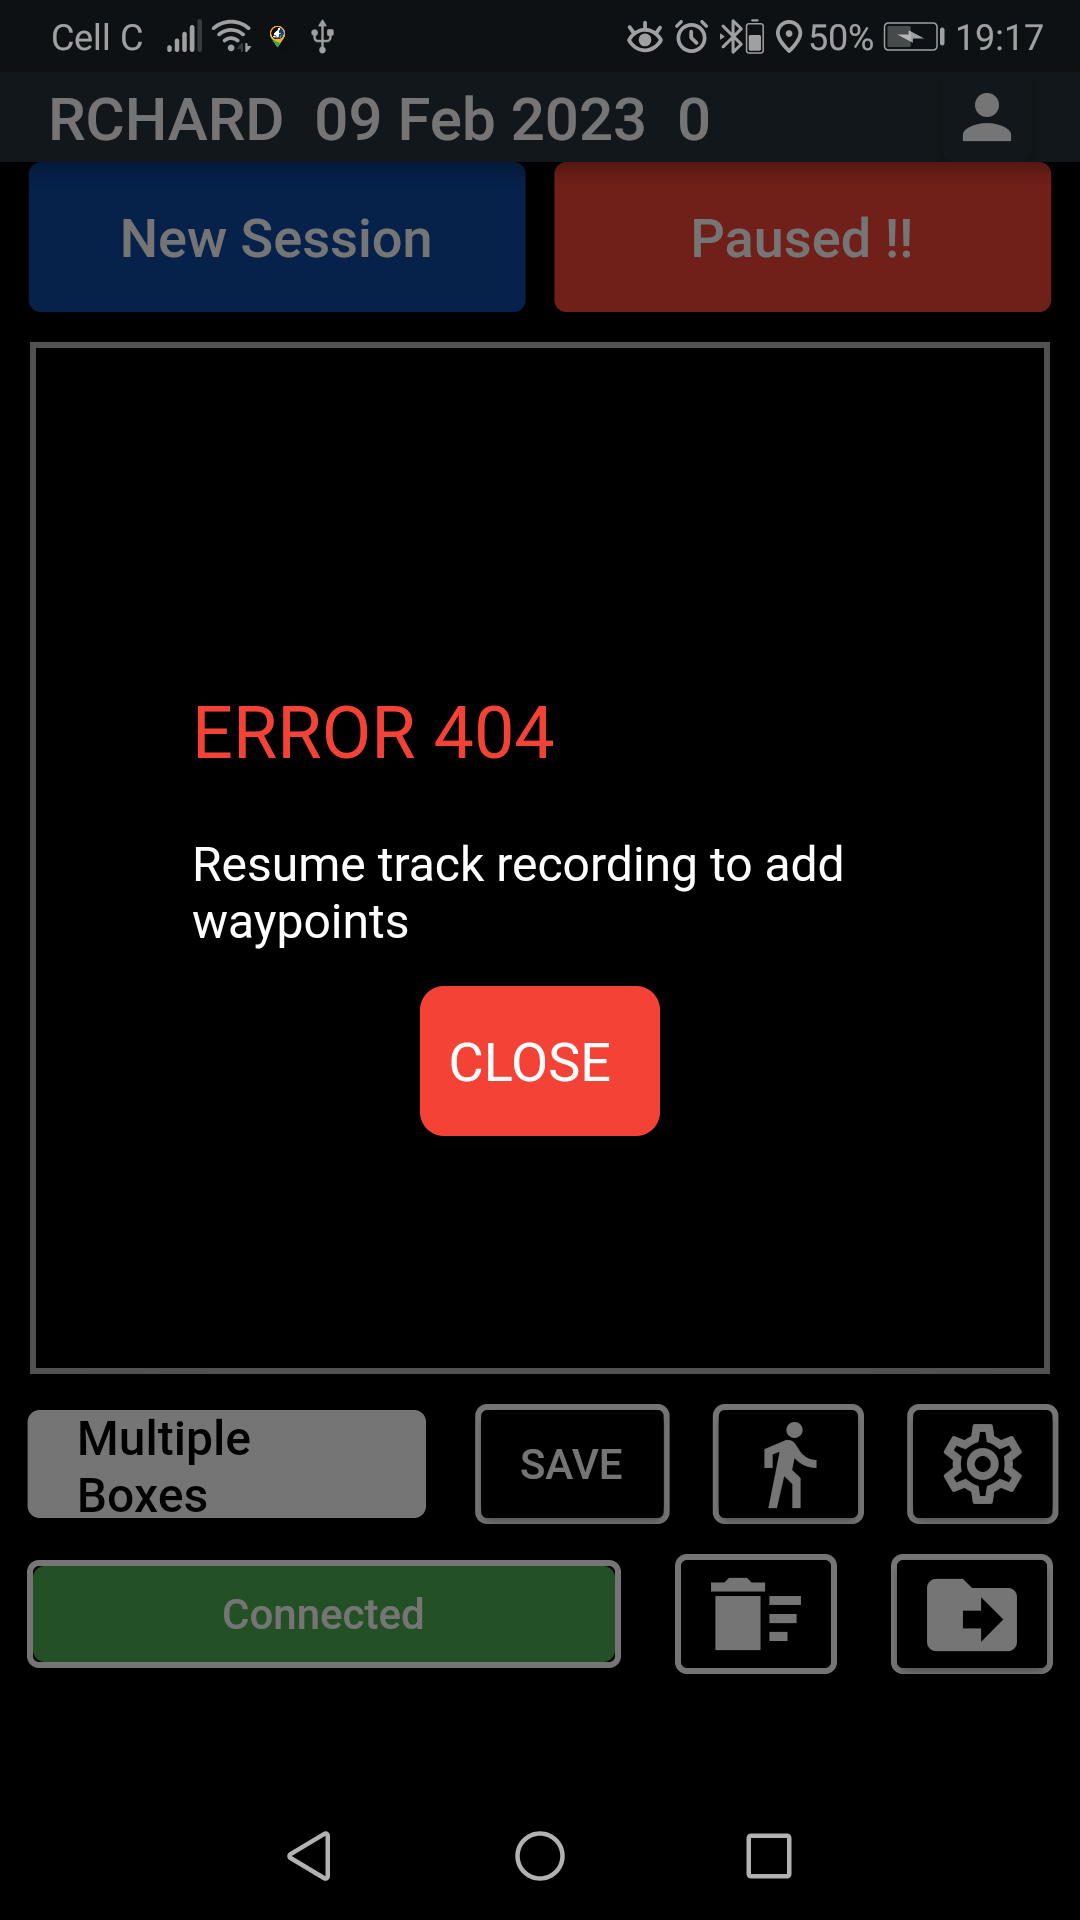 Cell C 50% 19:17
RCHARD 09 Feb 2023 0
New Session Paused !!
ERROR 404
Resume track recording to add
waypoints
CLOSE
Multiple
Boxes
SAVE
Connected